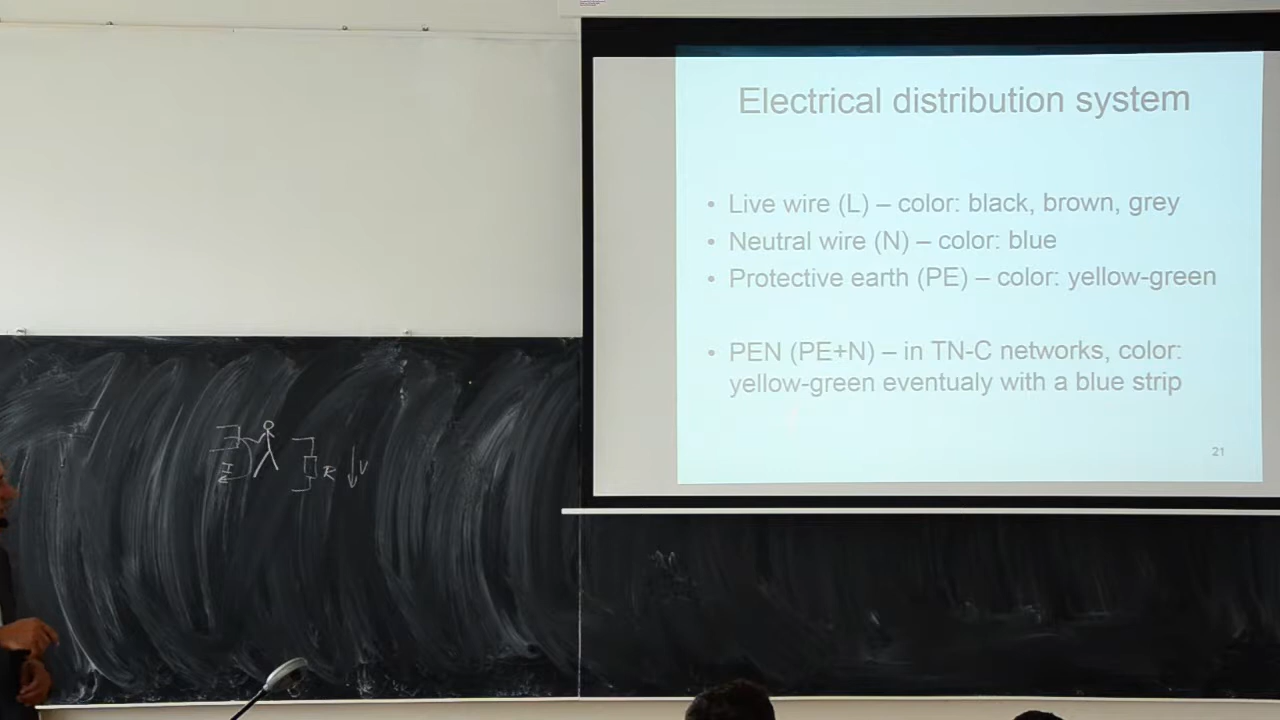 Electrical distribution system
• Live wire (L) – color: black, brown, grey
• Neutral wire (N) – color: blue
• Protective earth (PE) – color: yellow-green
• PEN (PE+N) – in TN-C networks, color:
yellow-green eventualy with a blue strip
21
I
R
V